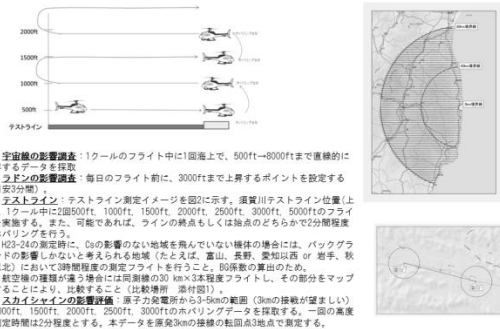 2000ft
1500ft
1000ft
500ft
テストライン
宇宙線の影響調査：1クールのフライト中に1回海上で、500ft→8000ftまで直線的に
するデータを採取
ラドンの影響調査：毎日のフライト前に、3000ftまで上昇するポイントを設定する
安3分間）。
テストライン：テストライン測定イメージを図2に示す。須賀川テストライン位置(上
1クール中に2回500ft、1000ft、1500ft、2000ft、2500ft、3000ft、5000ftのフライ
を実施する。また、可能であれば、ラインの終点もしくは始点のどちらかで2分間程度
バリングを行う。
H23-24の測定時に、Csの影響のない地域を飛んでいない機体の場合には、バックグラ
ドの影響しかないと考えられる地域（たとえば、富山、長野、愛知以西 or 岩手、秋
北）において3時間程度の測定フライトを行うこと。BG係数の算出のため。
航空機の種類が違う場合には同測線の30 km×3本程度フライトし、その部分をマップ
することにより、比較すること（比較場所　添付図1）。
スカイシャインの影響評価：原子力発電所から3-5kmの範囲（3kmの接戦が望ましい）
000ft、1500ft、2000ft、2500ft、3000ftのホバリングデータを採取する。一回の高度
定時間は2分程度とする。本データを原発3km接線の転回点3地点で測定する。